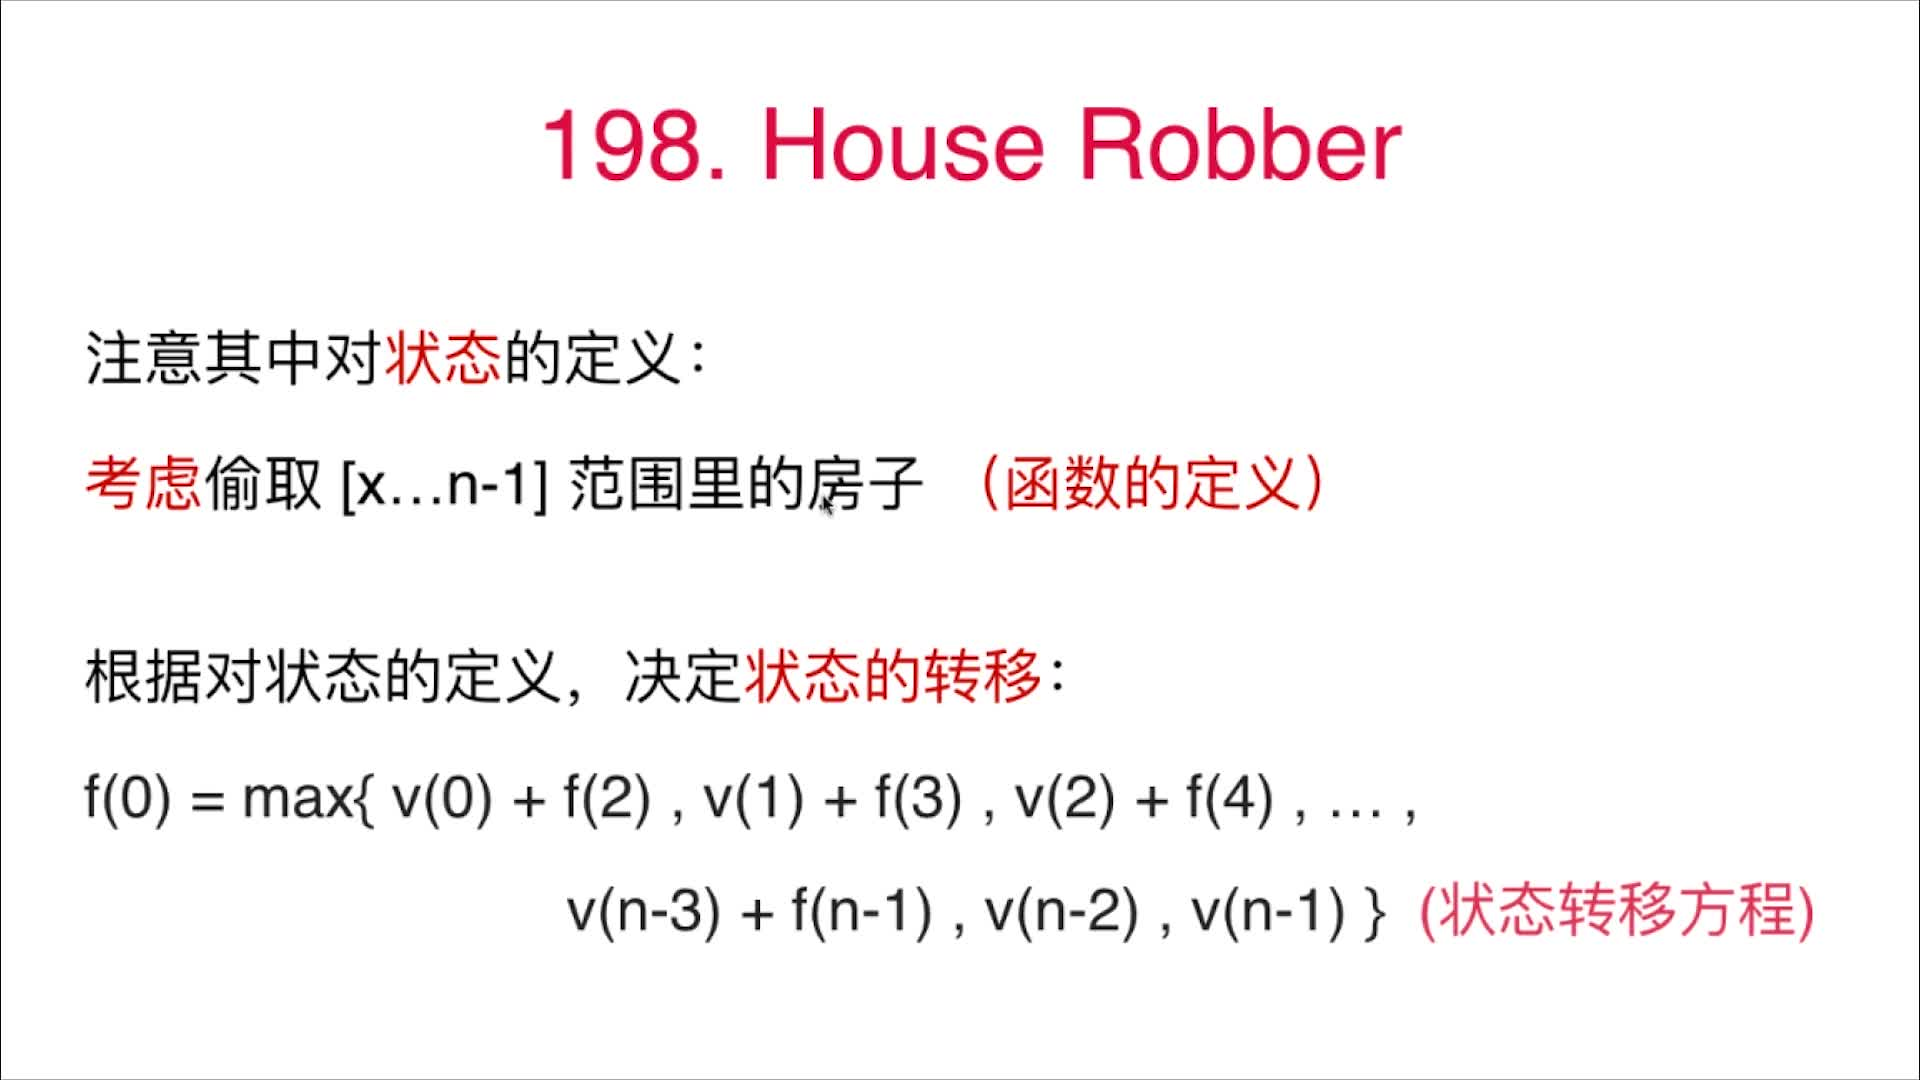 198. House Robber
注意其中对状态的定义：
考虑偷取 [x…n-1] 范围里的房子 （函数的定义）
根据对状态的定义，决定状态的转移：
f(0) = max{ v(0) + f(2) , v(1) + f(3) , v(2) + f(4) , … ,
v(n-3) + f(n-1) , v(n-2) , v(n-1) } (状态转移方程)